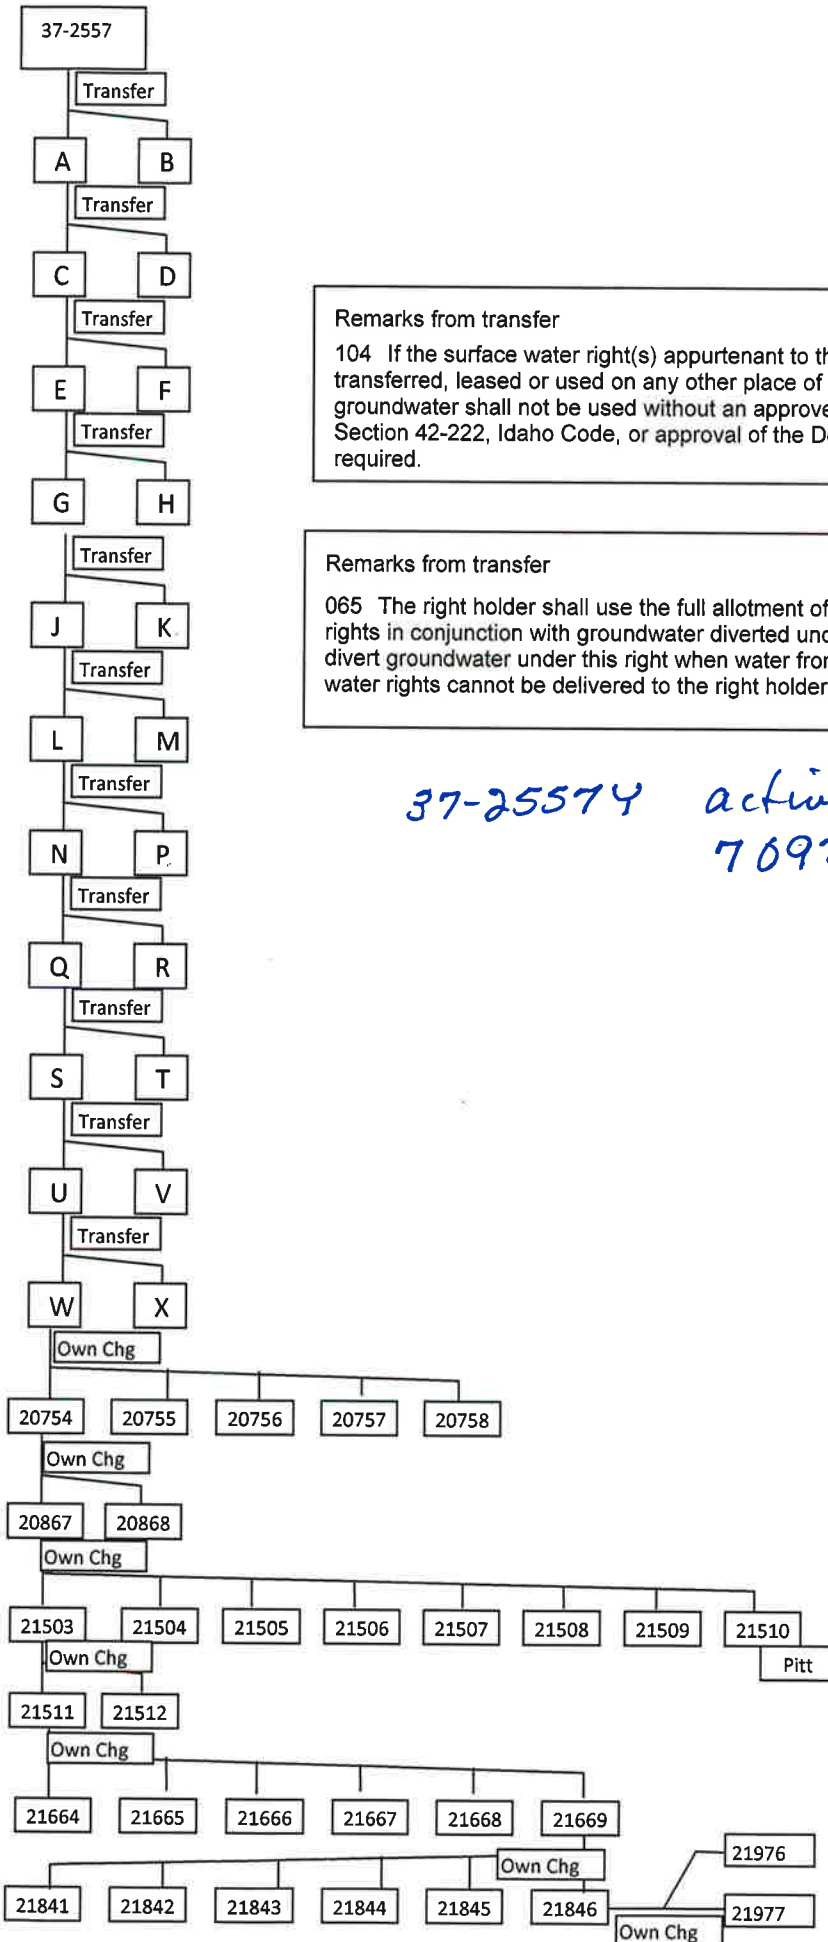 37-2557
Transfer
A B
Transfer
C D
Transfer
E F
Transfer
G H
Transfer
J K
Transfer
L M
Transfer
N P
Transfer
Q R
Transfer
S T
Transfer
U V
Transfer
W X
Remarks from transfer
104 If the surface water right(s) appurtenant to th
transferred, leased or used on any other place of
groundwater shall not be used without an approve
Section 42-222, Idaho Code, or approval of the D
required.
Remarks from transfer
065 The right holder shall use the full allotment of
rights in conjunction with groundwater diverted und
divert groundwater under this right when water from
water rights cannot be delivered to the right holder
37-2557Y activ
7097
Own Chg
20754 20755 20756 20757 20758
Own Chg
20867 20868
Own Chg
21503 21504 21505 21506 21507 21508 21509 21510
Own Chg Pitt
21511 21512
Own Chg
21664 21665 21666 21667 21668 21669
Own Chg
21976
21841 21842 21843 21844 21845 21846 21977
Own Chg